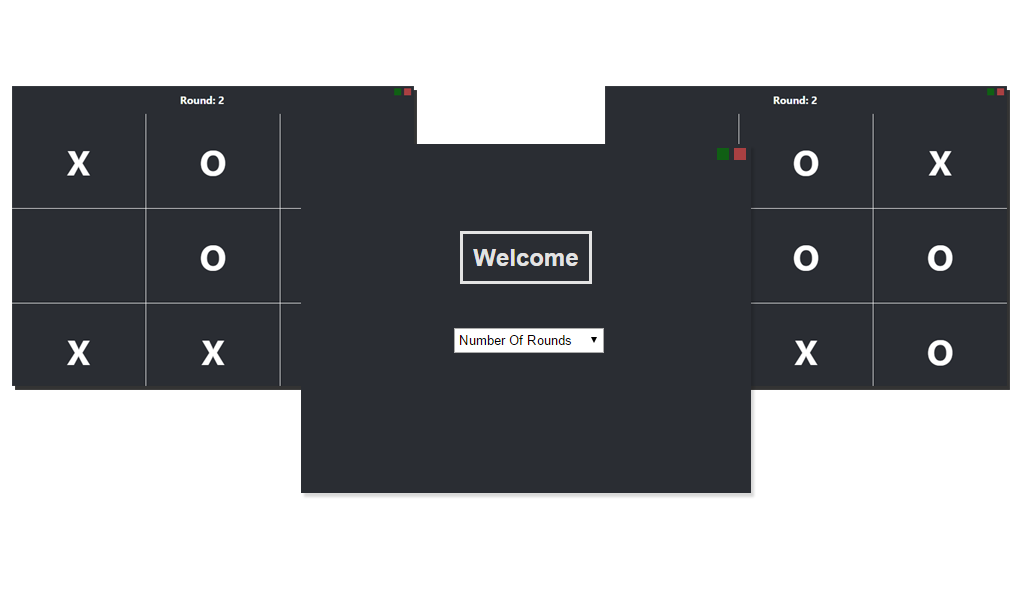 Round: 2
X O
O
X X
Welcome
Number Of Rounds
Round: 2
O X
O O
X O